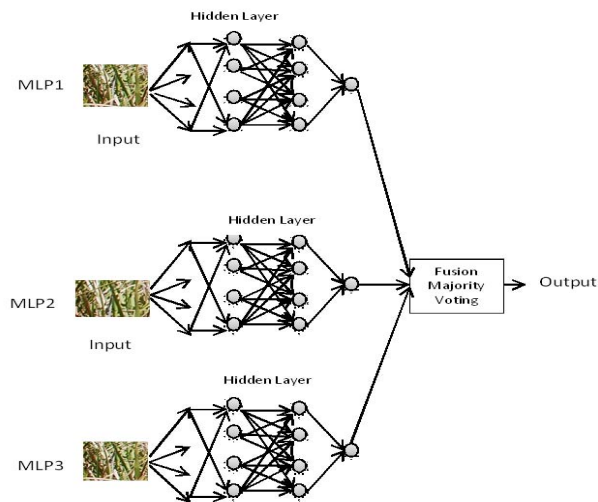 Hidden Layer
MLP1
Input
Hidden Layer
MLP2
Input
Fusion
Majority
Voting
Output
Hidden Layer
MLP3